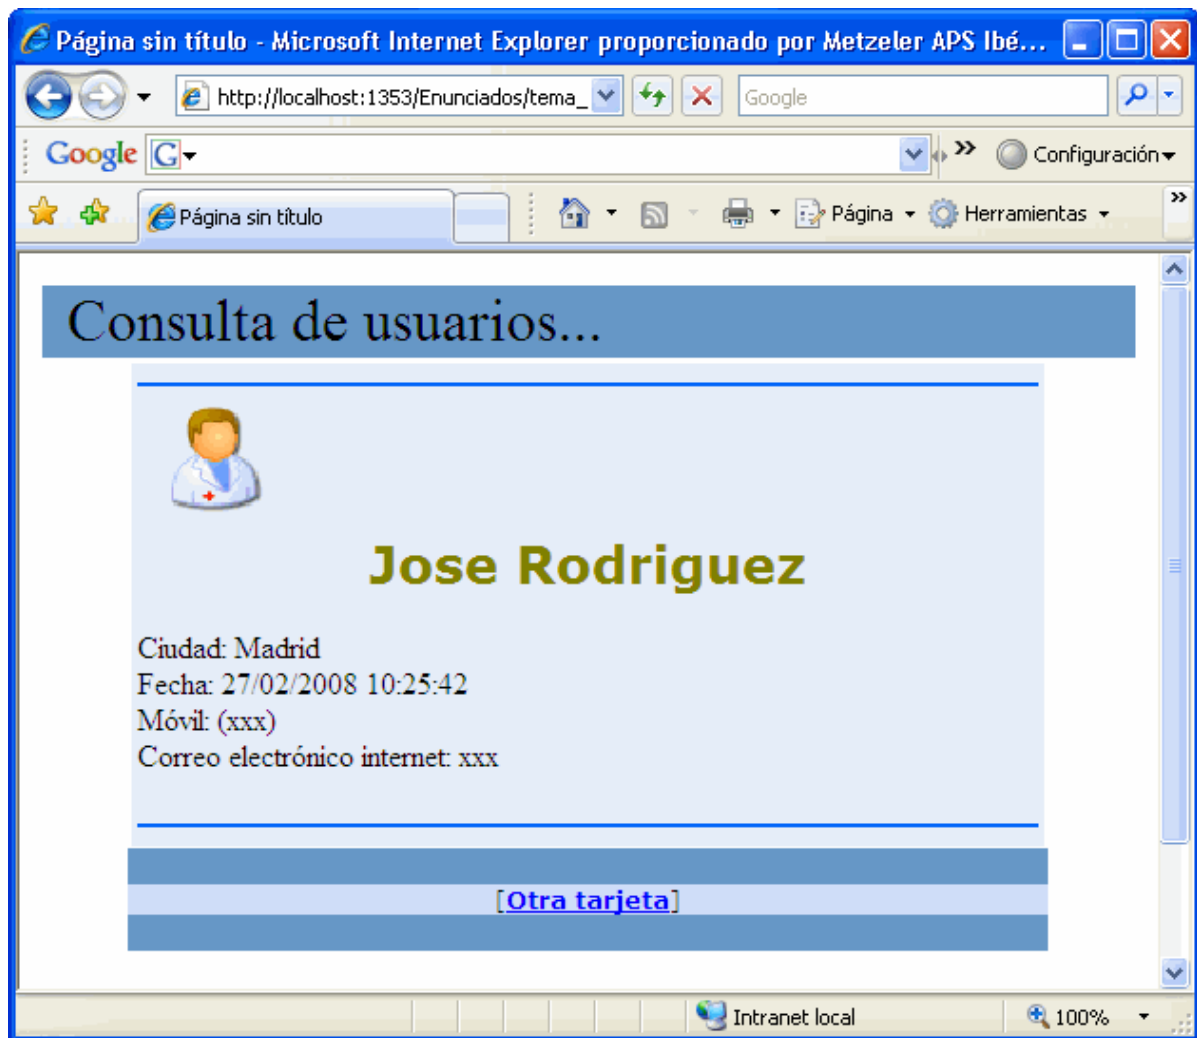 Página sin título - Microsoft Internet Explorer proporcionado por Metzeler APS Ibé...
http://localhost:1353/Enunciados/tema_
Google
Google G
Configuración
Página sin título
Página
Herramientas
Consulta de usuarios...
Jose Rodriguez
Ciudad: Madrid
Fecha: 27/02/2008 10:25:42
Móvil: (xxx)
Correo electrónico internet: xxx
[Otra tarjeta]
Intranet local
100%